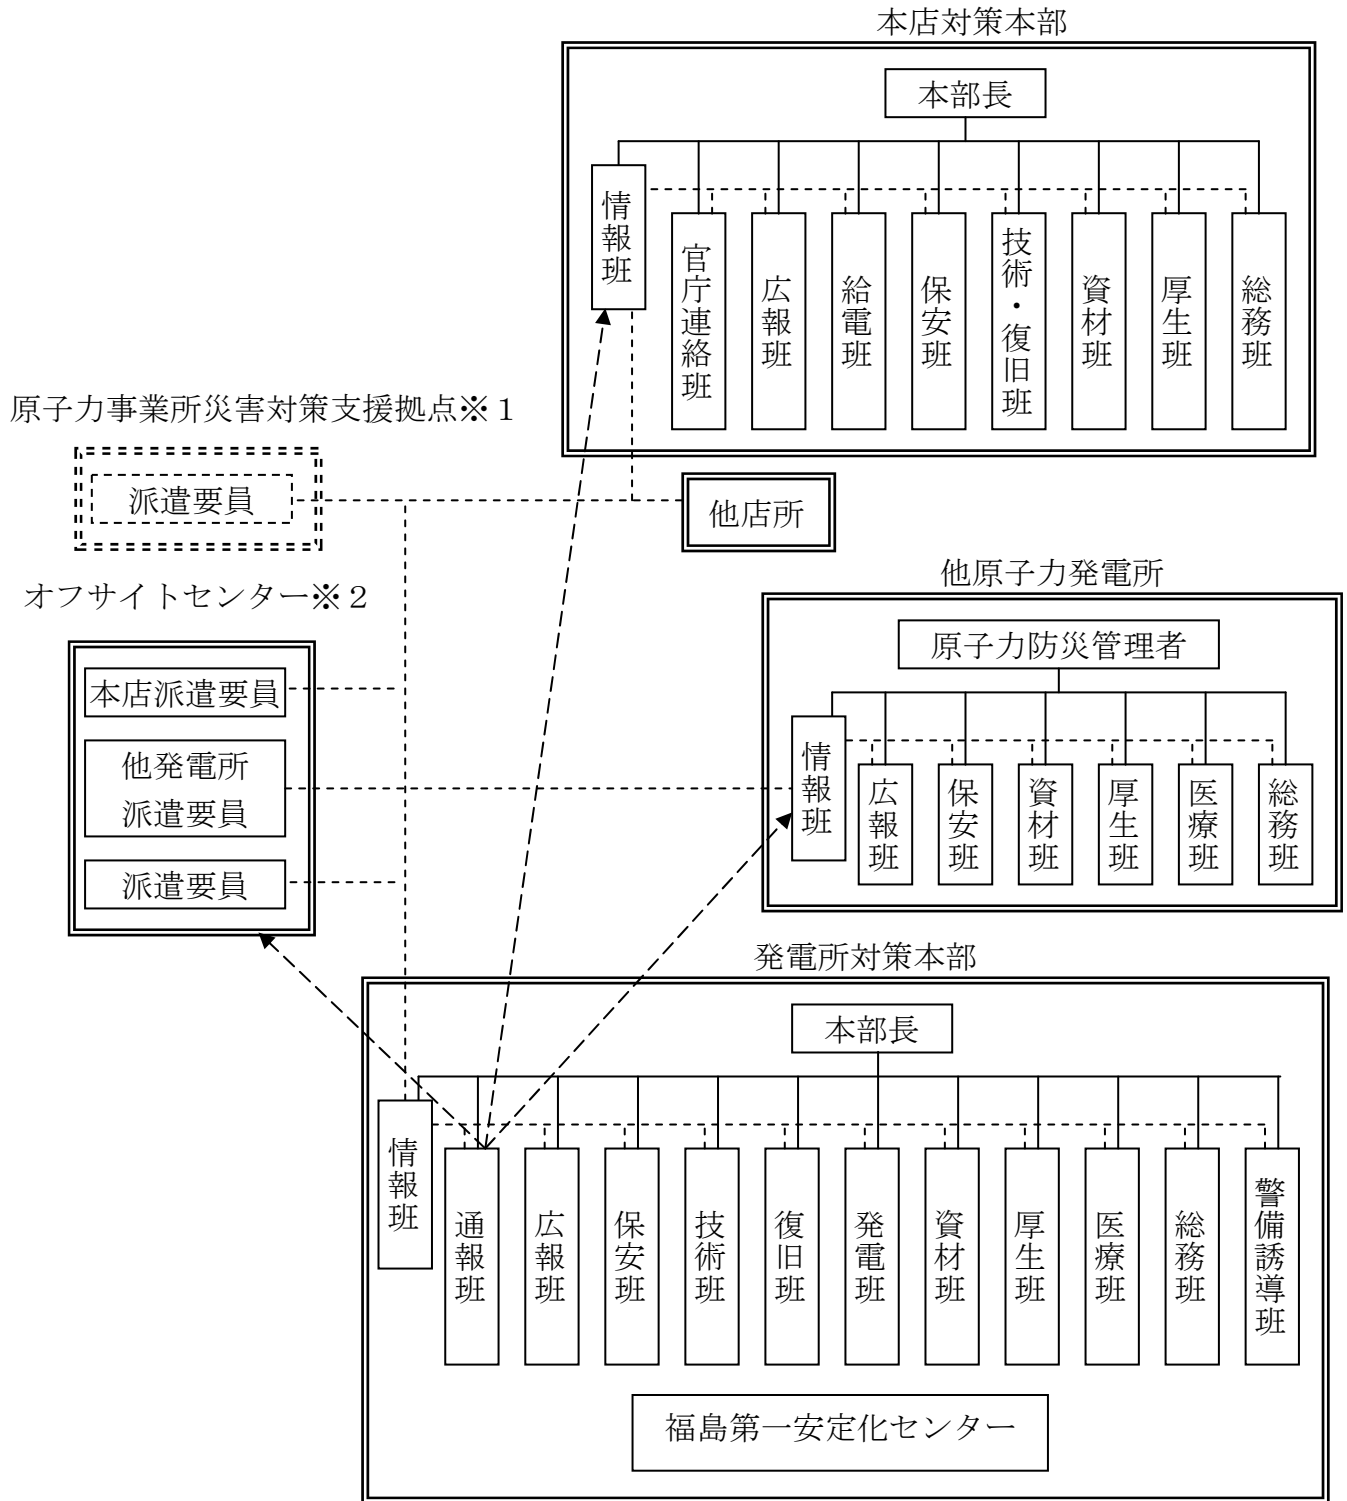 本店対策本部
本部長
情報班
官庁連絡班
広報班
給電班
保安班
技術・復旧班
資材班
厚生班
総務班
原子力事業所災害対策支援拠点※1
派遣要員
他店所
オフサイトセンター※2
本店派遣要員
他発電所
派遣要員
派遣要員
他原子力発電所
原子力防災管理者
情報班
広報班
保安班
資材班
厚生班
医療班
総務班
発電所対策本部
本部長
情報班
通報班
広報班
保安班
技術班
復旧班
発電班
資材班
厚生班
医療班
総務班
警備誘導班
福島第一安定化センター